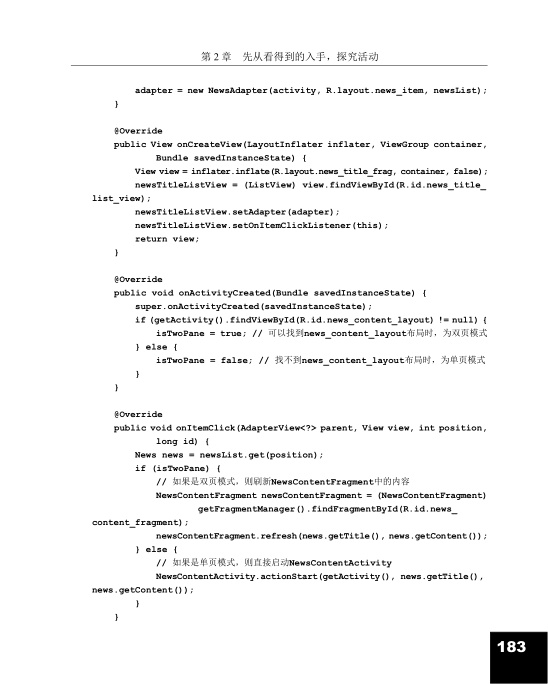 第 2 章　先从看得到的入手，探究活动
adapter = new NewsAdapter(activity, R.layout.news_item, newsList);
}
@Override
public View onCreateView(LayoutInflater inflater, ViewGroup container,
Bundle savedInstanceState) {
View view = inflater.inflate(R.layout.news_title_frag, container, false);
newsTitleListView = (ListView) view.findViewById(R.id.news_title_
list_view);
newsTitleListView.setAdapter(adapter);
newsTitleListView.setOnItemClickListener(this);
return view;
}
@Override
public void onActivityCreated(Bundle savedInstanceState) {
super.onActivityCreated(savedInstanceState);
if (getActivity().findViewById(R.id.news_content_layout) != null) {
isTwoPane = true; // 可以找到news_content_layout布局时，为双页模式
} else {
isTwoPane = false; // 找不到news_content_layout布局时，为单页模式
}
}
@Override
public void onItemClick(AdapterView<?> parent, View view, int position,
long id) {
News news = newsList.get(position);
if (isTwoPane) {
// 如果是双页模式，则刷新NewsContentFragment中的内容
NewsContentFragment newsContentFragment = (NewsContentFragment)
getFragmentManager().findFragmentById(R.id.news_
content_fragment);
newsContentFragment.refresh(news.getTitle(), news.getContent());
} else {
// 如果是单页模式，则直接启动NewsContentActivity
NewsContentActivity.actionStart(getActivity(), news.getTitle(),
news.getContent());
}
}
183